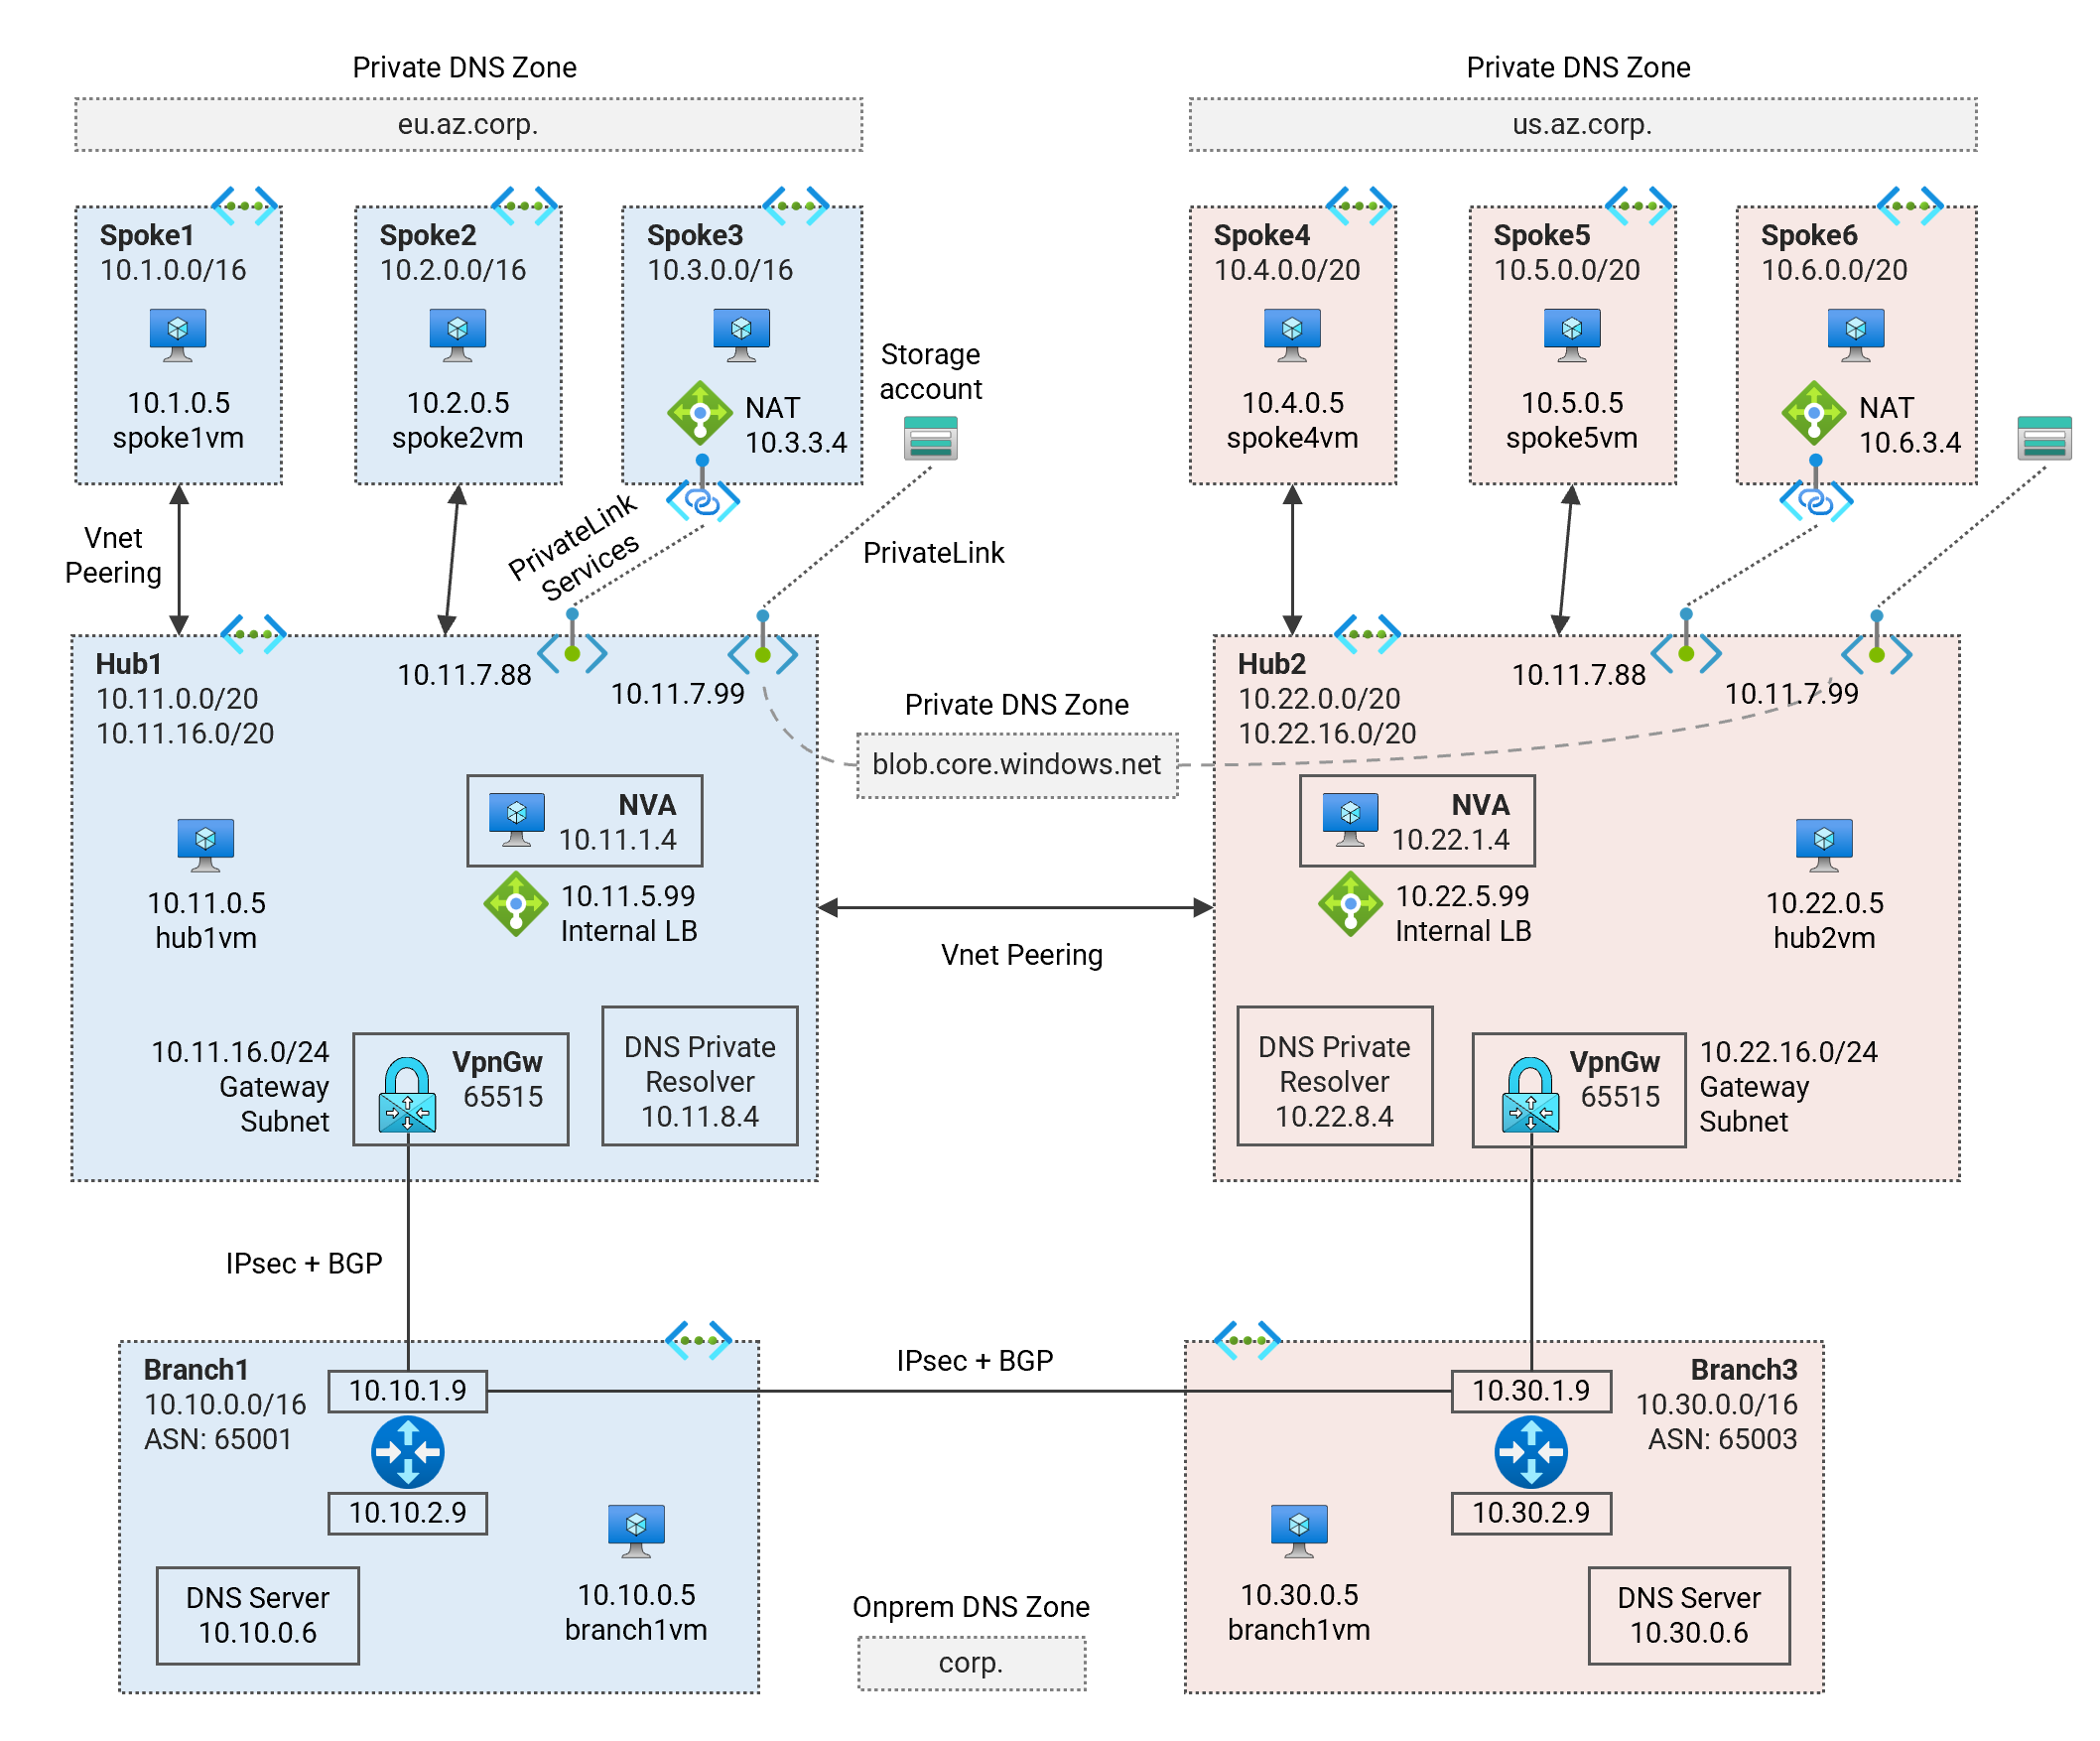 Private DNS Zone
eu.az.corp.
Private DNS Zone
us.az.corp.
Spoke1
10.1.0.0/16
10.1.0.5
spoke1vm
Spoke2
10.2.0.0/16
10.2.0.5
spoke2vm
Spoke3
10.3.0.0/16
NAT
10.3.3.4
Storage
account
Spoke4
10.4.0.0/20
10.4.0.5
spoke4vm
Spoke5
10.5.0.0/20
10.5.0.5
spoke5vm
Spoke6
10.6.0.0/20
NAT
10.6.3.4
Vnet
Peering
PrivateLink
Services
PrivateLink
Hub1
10.11.0.0/20
10.11.16.0/20
10.11.7.88
10.11.7.99
Private DNS Zone
blob.core.windows.net
Hub2
10.22.0.0/20
10.22.16.0/20
10.11.7.88
10.11.7.99
NVA
10.11.1.4
10.11.5.99
Internal LB
10.11.0.5
hub1vm
NVA
10.22.1.4
10.22.5.99
Internal LB
10.22.0.5
hub2vm
Vnet Peering
10.11.16.0/24
Gateway
Subnet
VpnGw
65515
DNS Private
Resolver
10.11.8.4
DNS Private
Resolver
10.22.8.4
VpnGw
65515
10.22.16.0/24
Gateway
Subnet
IPsec + BGP
Branch1
10.10.0.0/16
ASN: 65001
10.10.1.9
10.10.2.9
DNS Server
10.10.0.6
10.10.0.5
branch1vm
IPsec + BGP
Onprem DNS Zone
corp.
Branch3
10.30.0.0/16
ASN: 65003
10.30.1.9
10.30.2.9
10.30.0.5
branch1vm
DNS Server
10.30.0.6